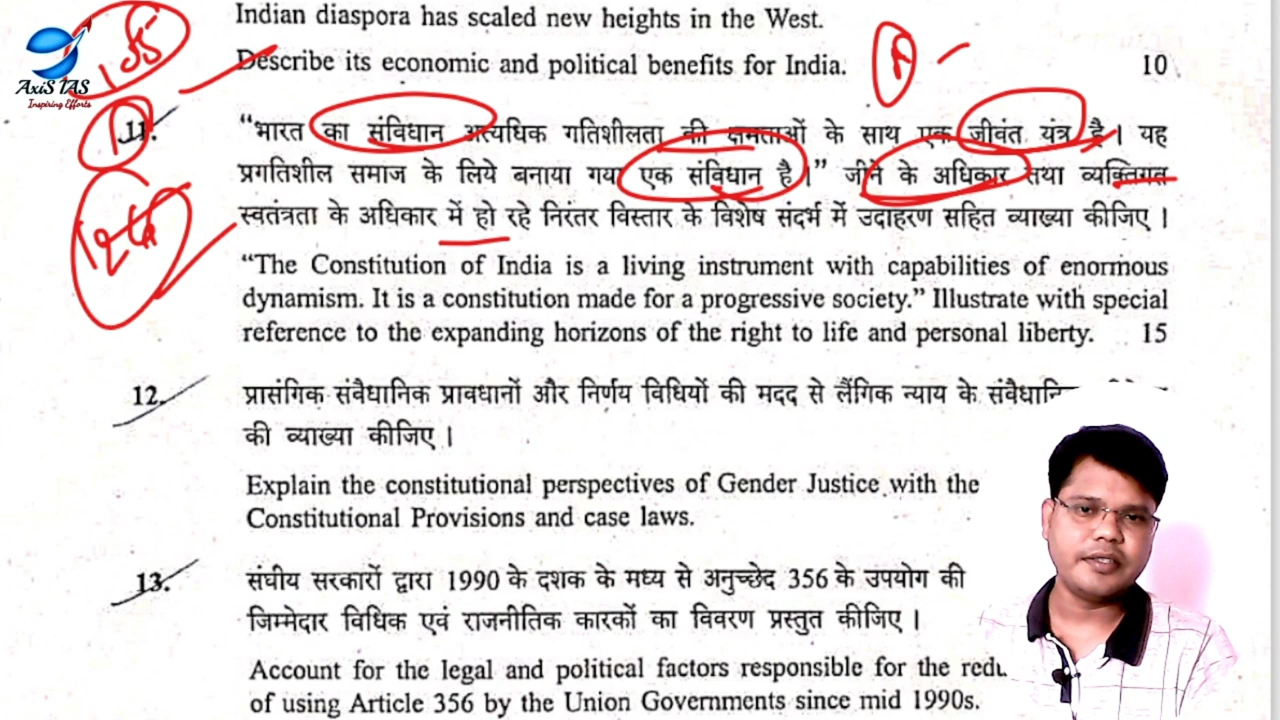 Indian diaspora has scaled new heights in the West.
Describe its economic and political benefits for India. 10
AxiS IAS
Inspiring Efforts
11. “भारत का संविधान अत्यधिक गतिशीलता की क्षमताओं के साथ एक जीवंत यंत्र है। यह
प्रगतिशील समाज के लिये बनाया गया एक संविधान है।” जीने के अधिकार तथा व्यक्तिगत
स्वतंत्रता के अधिकार में हो रहे निरंतर विस्तार के विशेष संदर्भ में उदाहरण सहित व्याख्या कीजिए।
“The Constitution of India is a living instrument with capabilities of enormous
dynamism. It is a constitution made for a progressive society.” Illustrate with special
reference to the expanding horizons of the right to life and personal liberty. 15
12. प्रासंगिक संवैधानिक प्रावधानों और निर्णय विधियों की मदद से लैंगिक न्याय के
की व्याख्या कीजिए।
Explain the constitutional perspectives of Gender Justice with the
Constitutional Provisions and case laws.
13. संघीय सरकारों द्वारा 1990 के दशक के मध्य से अनुच्छेद 356 के उपयोग की
जिम्मेदार विधिक एवं राजनीतिक कारकों का विवरण प्रस्तुत कीजिए।
Account for the legal and political factors responsible for the
of using Article 356 by the Union Governments since mid 1990s.